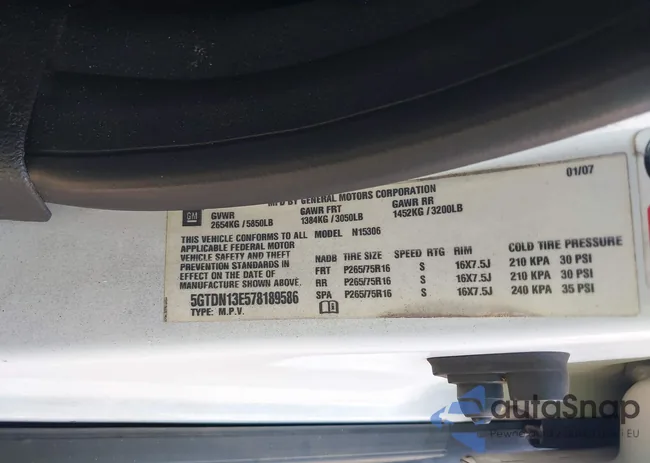 MFD BY GENERAL MOTORS CORPORATION 01/07
GM
GVWR GAWR FRT GAWR RR
2654KG / 5850LB 1384KG / 3050LB 1452KG / 3200LB
THIS VEHICLE CONFORMS TO ALL MODEL N15306
APPLICABLE FEDERAL MOTOR
VEHICLE SAFETY AND THEFT
PREVENTION STANDARDS IN
EFFECT ON THE DATE OF
MANUFACTURE SHOWN ABOVE.
5GTDN13E578189586
TYPE: M.P.V.
NADB TIRE SIZE SPEED RTG RIM COLD TIRE PRESSURE
FRT P265/75R16 S 16X7.5J 210 KPA 30 PSI
RR P265/75R16 S 16X7.5J 210 KPA 30 PSI
SPA P265/75R16 S 16X7.5J 240 KPA 35 PSI
autaSnap